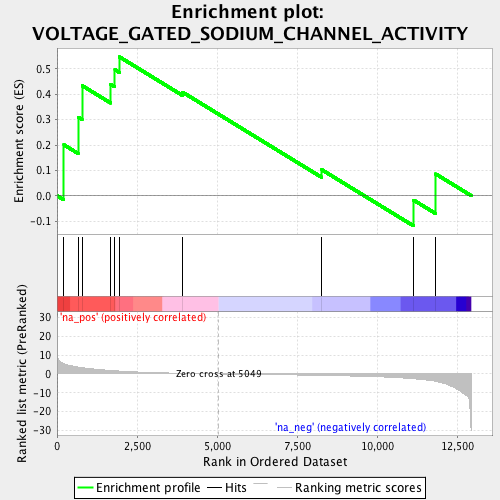 Enrichment plot:
VOLTAGE_GATED_SODIUM_CHANNEL_ACTIVITY
Enrichment score (ES)
0.5
0.4
0.3
0.2
0.1
0.0
-0.1
'na_pos' (positively correlated)
Ranked list metric (PreRanked)
30
20
10
0
-10
-20
-30
Zero cross at 5049
'na_neg' (negatively correlated)
0
2,500
5,000
7,500
10,000
12,500
Rank in Ordered Dataset
Enrichment profile
Hits
Ranking metric scores